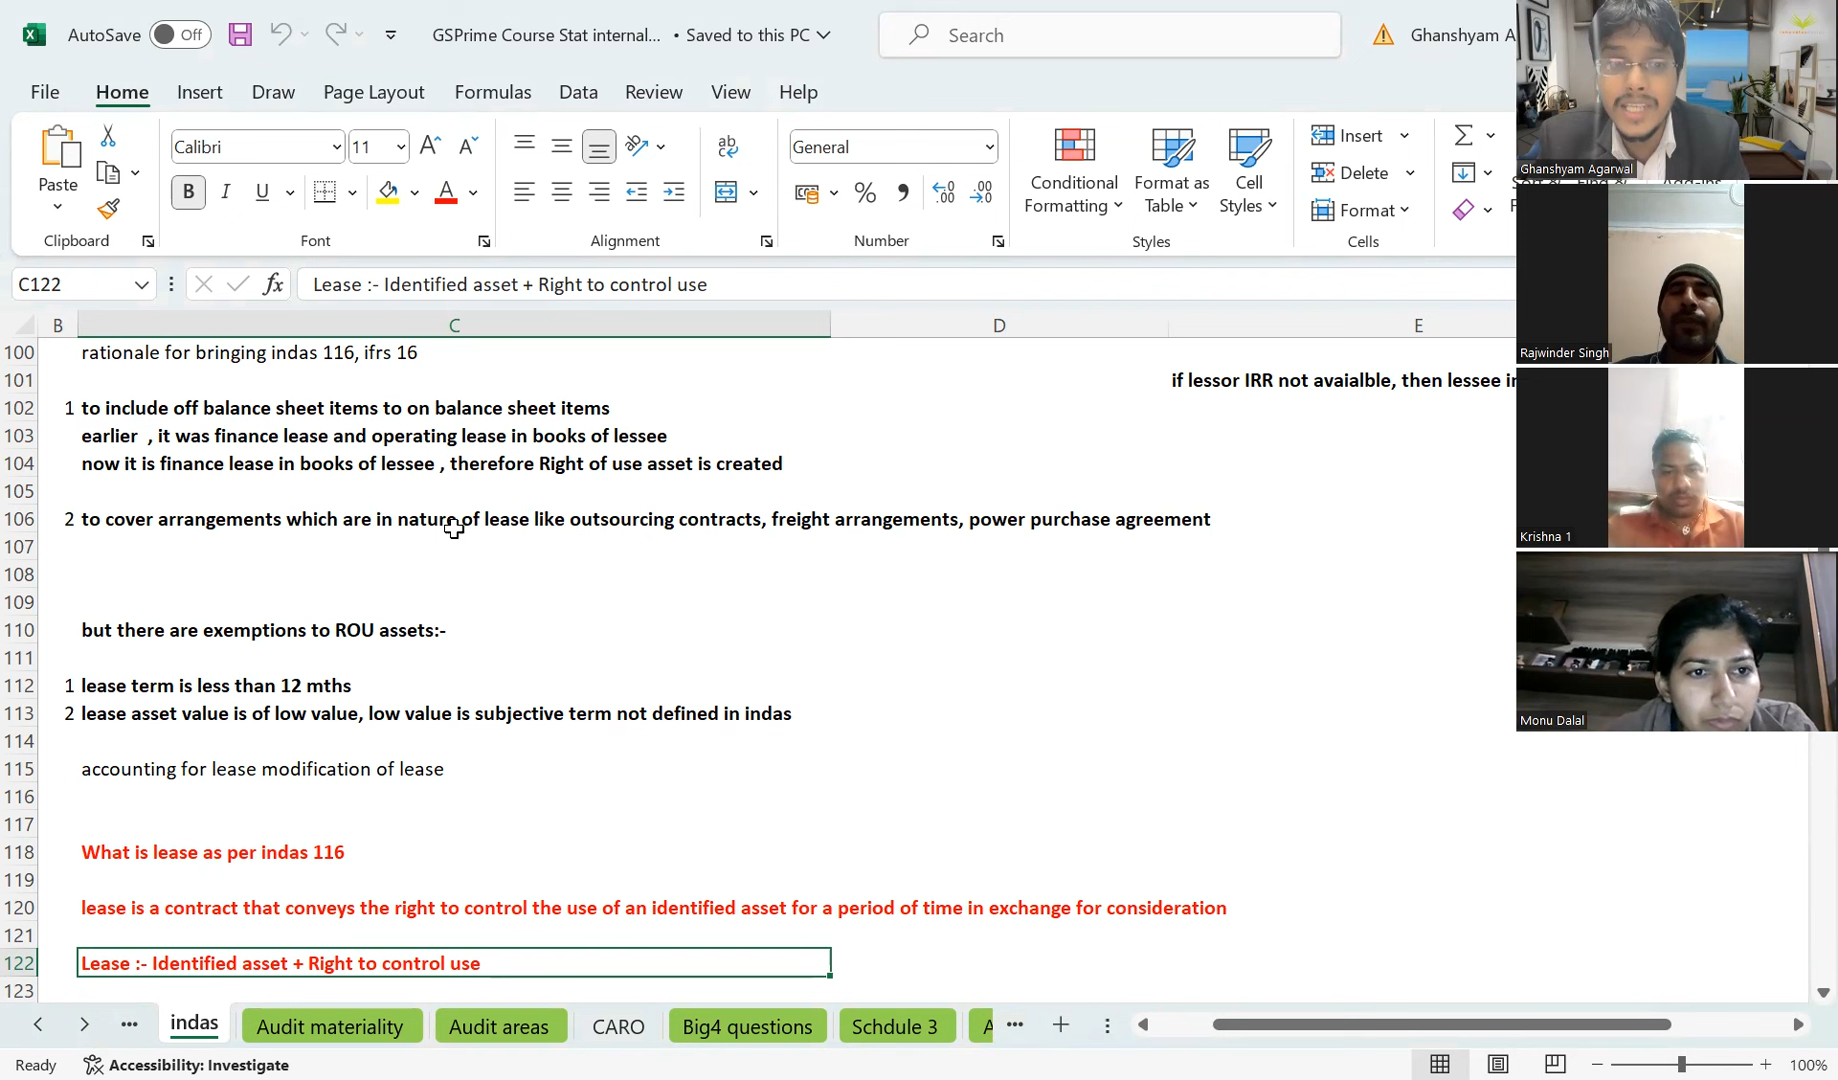 AutoSave Off GSPrime Course Stat internal... • Saved to this PC Search Ghanshyam A
File Home Insert Draw Page Layout Formulas Data Review View Help
Paste Calibri 11 B I U General Conditional Formatting Format as Table Cell Styles Insert Delete Format
Clipboard Font Alignment Number Styles Cells
C122 fx Lease :- Identified asset + Right to control use
B C D E
100 rationale for bringing indas 116, ifrs 16
101 if lessor IRR not avaialble, then lessee in
102 1 to include off balance sheet items to on balance sheet items
103 earlier , it was finance lease and operating lease in books of lessee
104 now it is finance lease in books of lessee , therefore Right of use asset is created
105
106 2 to cover arrangements which are in nature of lease like outsourcing contracts, freight arrangements, power purchase agreement
107
108
109
110 but there are exemptions to ROU assets:-
111
112 1 lease term is less than 12 mths
113 2 lease asset value is of low value, low value is subjective term not defined in indas
114
115 accounting for lease modification of lease
116
117
118 What is lease as per indas 116
119
120 lease is a contract that conveys the right to control the use of an identified asset for a period of time in exchange for consideration
121
122 Lease :- Identified asset + Right to control use
123
indas Audit materiality Audit areas CARO Big4 questions Schdule 3 A
Ready Accessibility: Investigate 100%
Ghanshyam Agarwal
Rajwinder Singh
Krishna 1
Monu Dalal